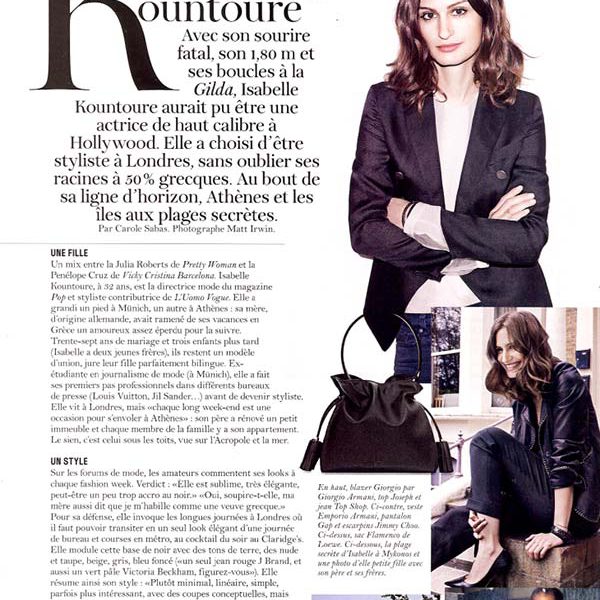 Kountoure
Avec son sourire
fatal, son 1,80 m et
ses boucles à la
Gilda, Isabelle
Kountoure aurait pu être une
actrice de haut calibre à
Hollywood. Elle a choisi d'être
styliste à Londres, sans oublier ses
racines à 50 % grecques. Au bout de
sa ligne d'horizon, Athènes et les
îles aux plages secrètes.
Par Carole Sabas. Photographe Matt Irwin.
UNE FILLE
Un mix entre la Julia Roberts de Pretty Woman et la
Penélope Cruz de Vicky Cristina Barcelona. Isabelle
Kountoure, à 32 ans, est la directrice mode du magazine
Pop et styliste contributrice de L'Uomo Vogue. Elle a
grandi un pied à Münich, un autre à Athènes : sa mère,
d'origine allemande, avait ramené de ses vacances en
Grèce un amoureux assez éperdu pour la suivre.
Trente-sept ans de mariage et trois enfants plus tard
(Isabelle a deux jeunes frères), ils restent un modèle
d'union, jure leur fille parfaitement bilingue. Ex-
étudiante en journalisme de mode (à Münich), elle a fait
ses premiers pas professionnels dans différents bureaux
de presse (Louis Vuitton, Jil Sander...) avant de devenir styliste.
Elle vit à Londres, mais «chaque long week-end est une
occasion pour s'envoler à Athènes» : son père a rénové un petit
immeuble et chaque membre de la famille y a son appartement.
Le sien, c'est celui sous les toits, vue sur l'Acropole et la mer.
UN STYLE
Sur les forums de mode, les amateurs commentent ses looks à
chaque fashion week. Verdict : «Elle est sublime, très élégante,
peut-être un peu trop accro au noir.» «Oui, soupire-t-elle, ma
mère aussi dit que je m'habille comme une veuve grecque.»
Pour sa défense, elle invoque les longues journées à Londres où
il faut pouvoir transiter en un seul look élégant d'une journée
de bureau et courses en métro, au cocktail du soir au Claridge's.
Elle module cette base de noir avec des tons de terre, des nude
et taupe, beige, gris, bleu foncé («un seul jean rouge J Brand, et
aussi un vert pâle Victoria Beckham, figurez-vous»). Elle
résume ainsi son style : «Plutôt minimal, linéaire, simple,
parfois plus intéressant, avec des coupes conceptuelles, mais
En haut, blazer Giorgio par
Giorgio Armani, top Joseph et
jean Top Shop. Ci-contre, veste
Emporio Armani, pantalon
Gap et escarpins Jimmy Choo.
Ci-dessus, sac Flamenco de
Loewe. Ci-dessous, la plage
secrète d'Isabelle à Mykonos et
une photo d'elle petite fille avec
son père et ses frères.